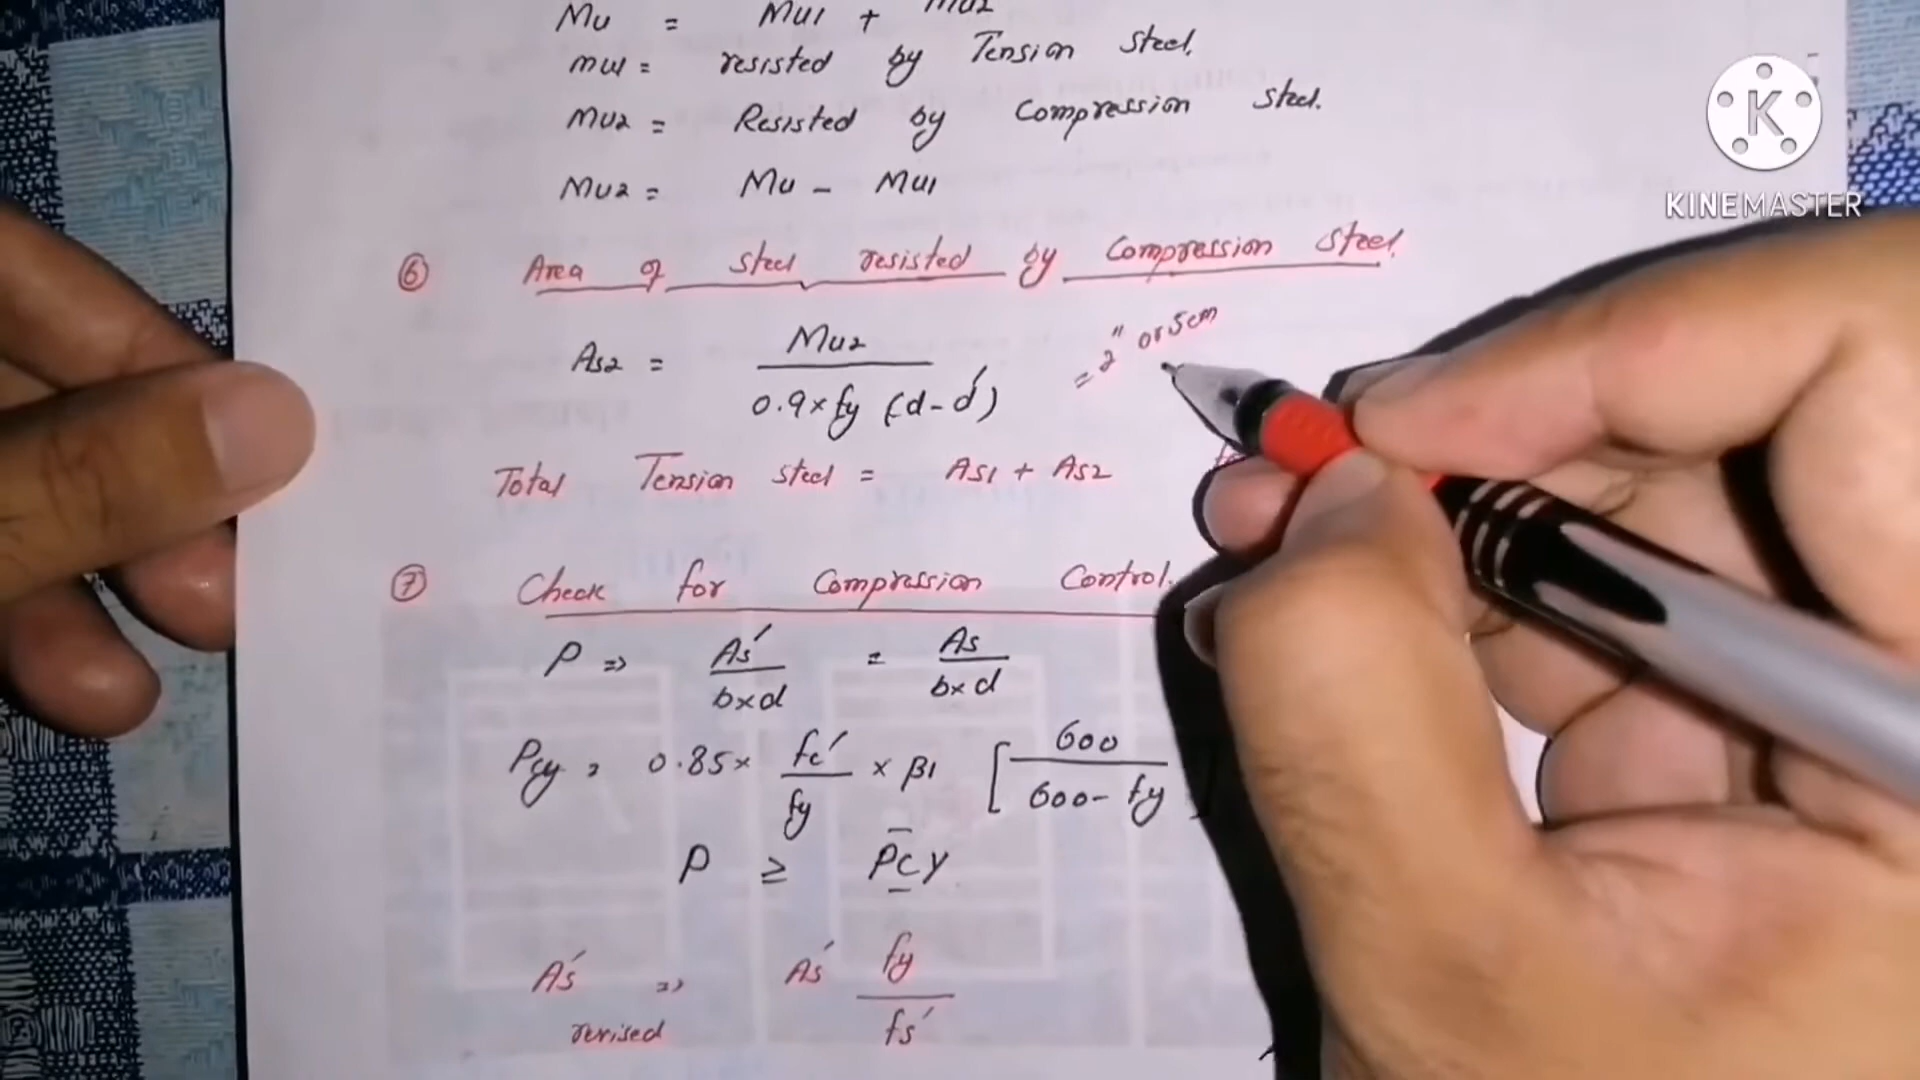 Mu = Mu1 + Mu2
mu1 = resisted by Tension steel.
Mu2 = Resisted by Compression steel.
Mu2 = Mu - Mu1
K
KINEMASTER
⑥ Area of steel resisted by Compression steel.
As2 = Mu2 / 0.9 × fy (d - d′) = 2" or 5cm
Total Tension steel = As1 + As2
⑦ Check for Compression Control.
ρ => As′ / b×d = As / b×d
Pcy = 0.85 × fc′ / fy × β1 [600 / 600 - fy]
ρ ≥ P̅cy
As′ => As′ fy / fs′
revised